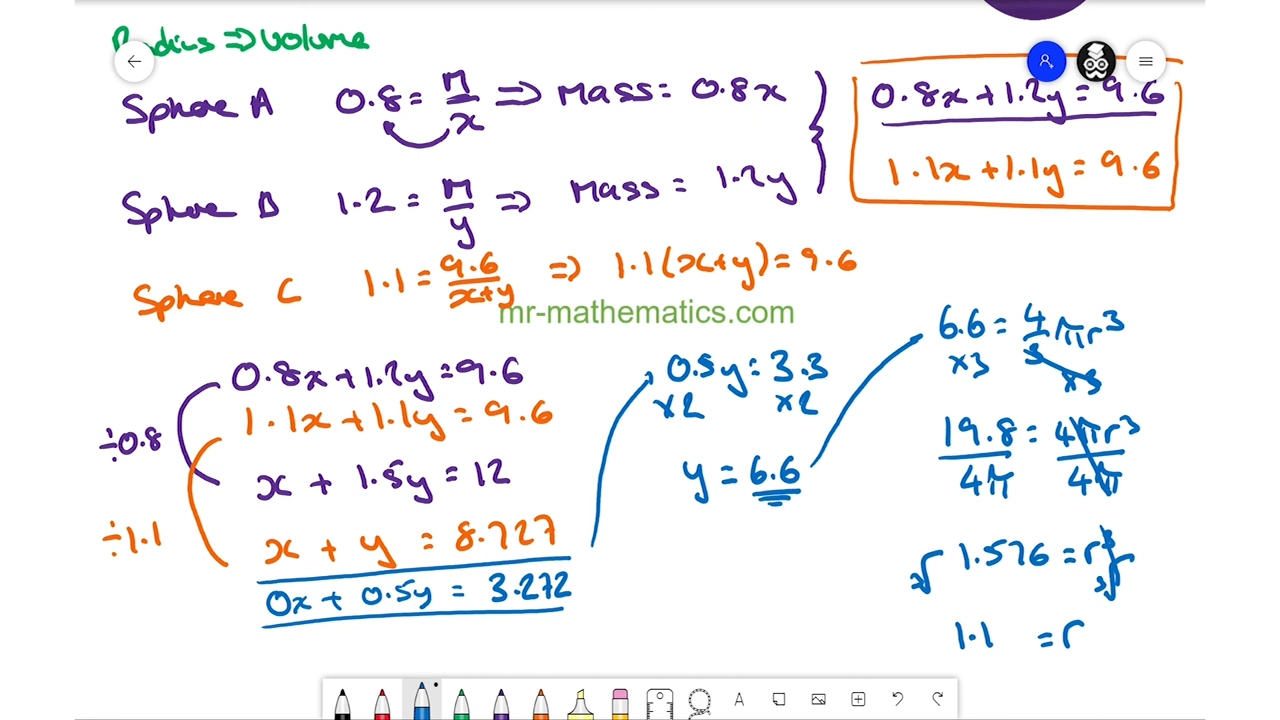 Radius ⇒ Volume
Sphere A 0.8 = M/x ⇒ Mass = 0.8x
0.8x + 1.2y = 9.6
1.1x + 1.1y = 9.6
Sphere B 1.2 = M/y ⇒ Mass = 1.2y
Sphere C 1.1 = 9.6/x+y ⇒ 1.1(x+y) = 9.6
mr-mathematics.com
0.8x + 1.2y = 9.6
1.1x + 1.1y = 9.6
÷0.8
x + 1.5y = 12
÷1.1
x + y = 8.727
0x + 0.5y = 3.272
0.5y = 3.3
×2 ×2
y = 6.6
6.6 = 4/3 πr³
×3 ×3
19.8 = 4πr³
4π 4π
³√ 1.576 = r³ ³√
1.1 = r
A